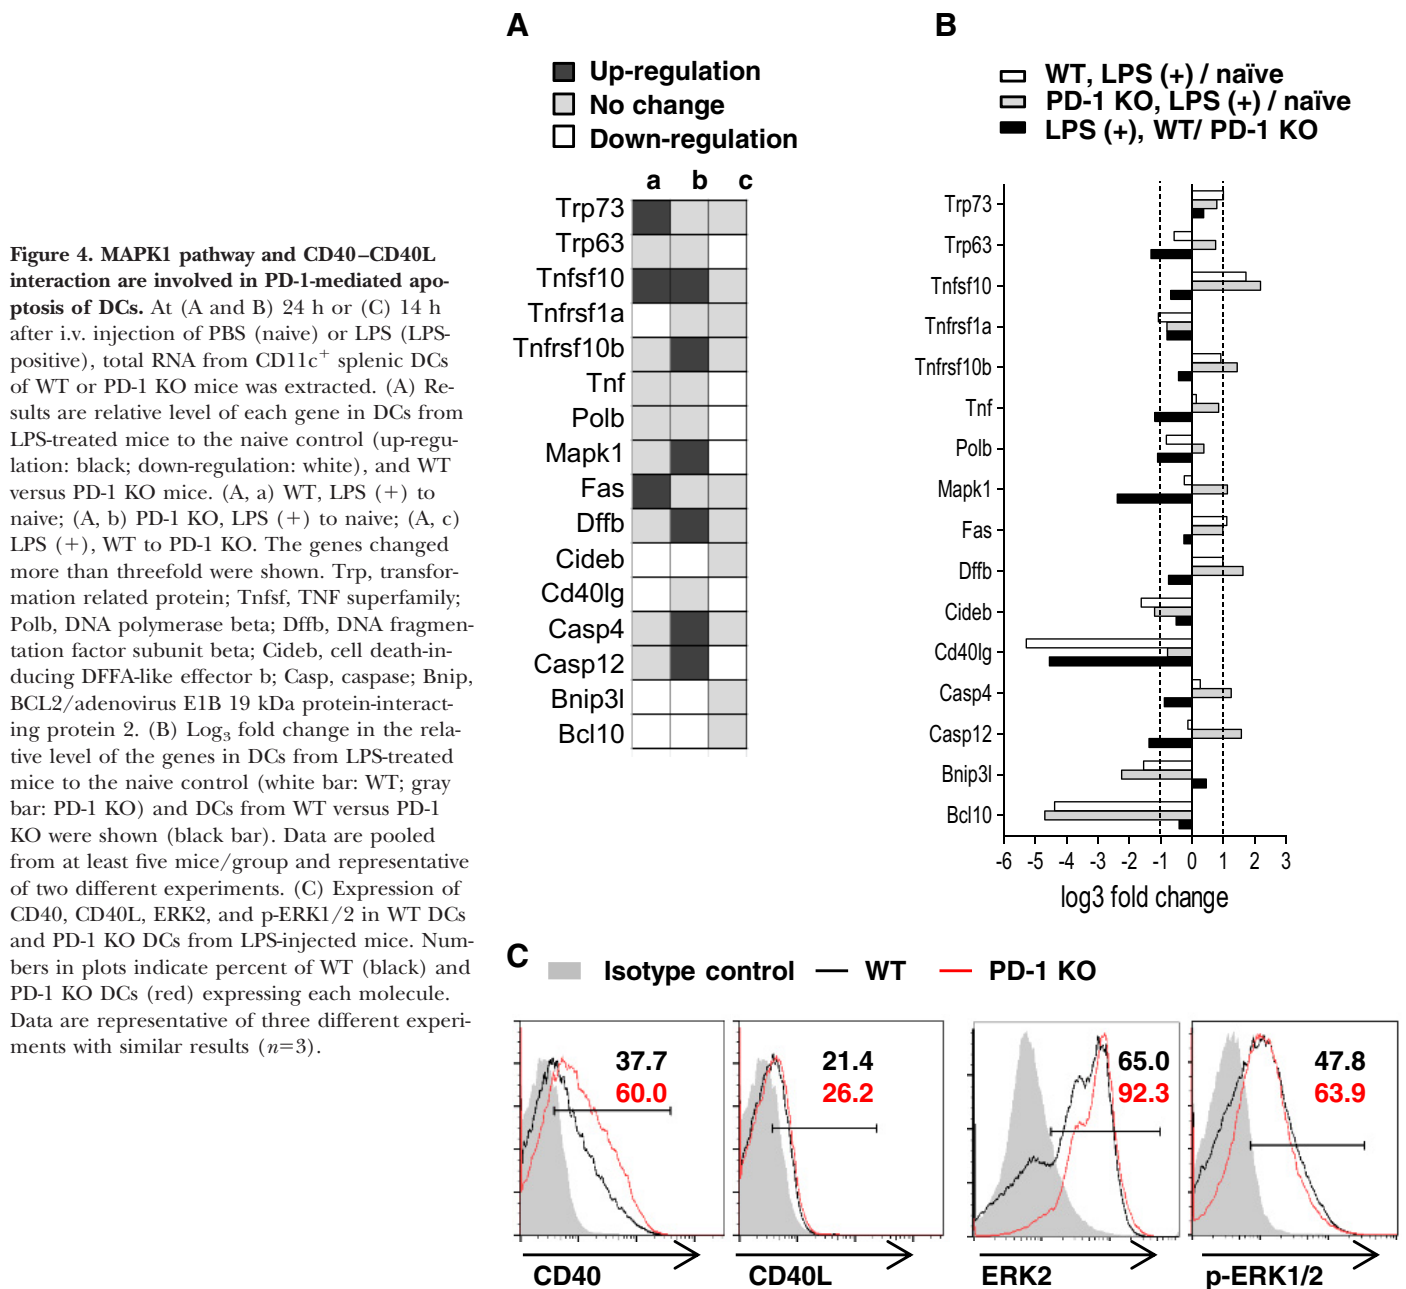 Figure 4. MAPK1 pathway and CD40–CD40L
interaction are involved in PD-1-mediated apo-
ptosis of DCs. At (A and B) 24 h or (C) 14 h
after i.v. injection of PBS (naive) or LPS (LPS-
positive), total RNA from CD11c⁺ splenic DCs
of WT or PD-1 KO mice was extracted. (A) Re-
sults are relative level of each gene in DCs from
LPS-treated mice to the naive control (up-regu-
lation: black; down-regulation: white), and WT
versus PD-1 KO mice. (A, a) WT, LPS (+) to
naive; (A, b) PD-1 KO, LPS (+) to naive; (A, c)
LPS (+), WT to PD-1 KO. The genes changed
more than threefold were shown. Trp, transfor-
mation related protein; Tnfsf, TNF superfamily;
Polb, DNA polymerase beta; Dffb, DNA fragmen-
tation factor subunit beta; Cideb, cell death-in-
ducing DFFA-like effector b; Casp, caspase; Bnip,
BCL2/adenovirus E1B 19 kDa protein-interact-
ing protein 2. (B) Log₃ fold change in the rela-
tive level of the genes in DCs from LPS-treated
mice to the naive control (white bar: WT; gray
bar: PD-1 KO) and DCs from WT versus PD-1
KO were shown (black bar). Data are pooled
from at least five mice/group and representative
of two different experiments. (C) Expression of
CD40, CD40L, ERK2, and p-ERK1/2 in WT DCs
and PD-1 KO DCs from LPS-injected mice. Num-
bers in plots indicate percent of WT (black) and
PD-1 KO DCs (red) expressing each molecule.
Data are representative of three different experi-
ments with similar results (n=3).
A
Up-regulation
No change
Down-regulation
a b c
Trp73
Trp63
Tnfsf10
Tnfrsf1a
Tnfrsf10b
Tnf
Polb
Mapk1
Fas
Dffb
Cideb
Cd40lg
Casp4
Casp12
Bnip3l
Bcl10
B
WT, LPS (+) / naïve
PD-1 KO, LPS (+) / naïve
LPS (+), WT/ PD-1 KO
Trp73
Trp63
Tnfsf10
Tnfrsf1a
Tnfrsf10b
Tnf
Polb
Mapk1
Fas
Dffb
Cideb
Cd40lg
Casp4
Casp12
Bnip3l
Bcl10
-6 -5 -4 -3 -2 -1 0 1 2 3
log3 fold change
C
Isotype control WT PD-1 KO
37.7
60.0
CD40
21.4
26.2
CD40L
65.0
92.3
ERK2
47.8
63.9
p-ERK1/2